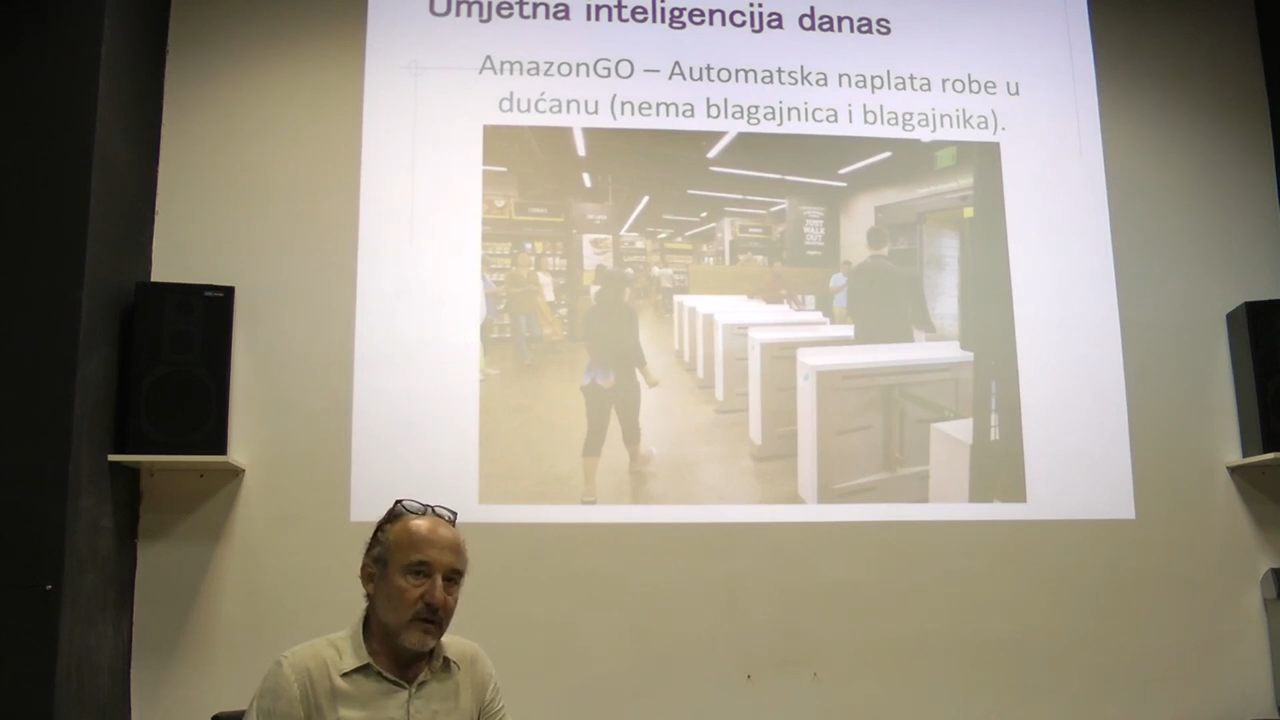 Umjetna inteligencija danas
AmazonGO – Automatska naplata robe u
dućanu (nema blagajnica i blagajnika).
JUST
WALK
OUT